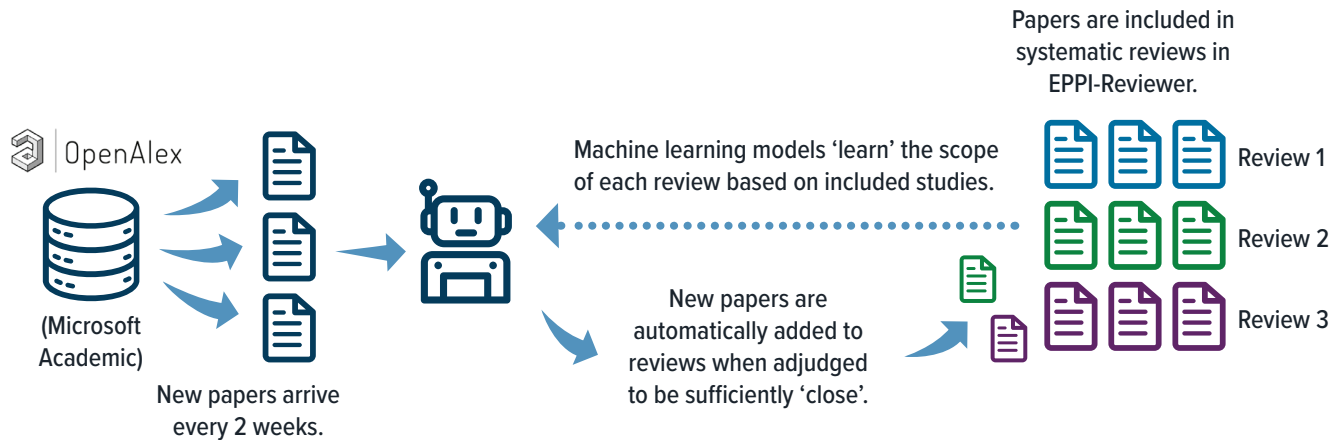 OpenAlex
(Microsoft
Academic)
New papers arrive
every 2 weeks.
Machine learning models ‘learn’ the scope
of each review based on included studies.
New papers are
automatically added to
reviews when adjudged
to be sufficiently ‘close’.
Papers are included in
systematic reviews in
EPPI-Reviewer.
Review 1
Review 2
Review 3